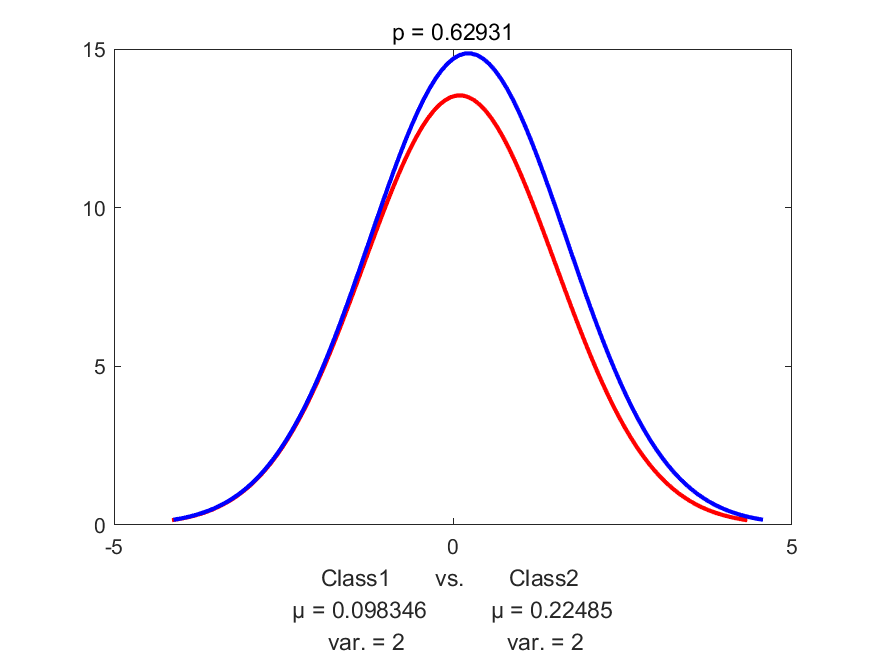 p = 0.62931
15
10
5
0
-5 0 5
Class1 vs. Class2
μ = 0.098346 μ = 0.22485
var. = 2 var. = 2